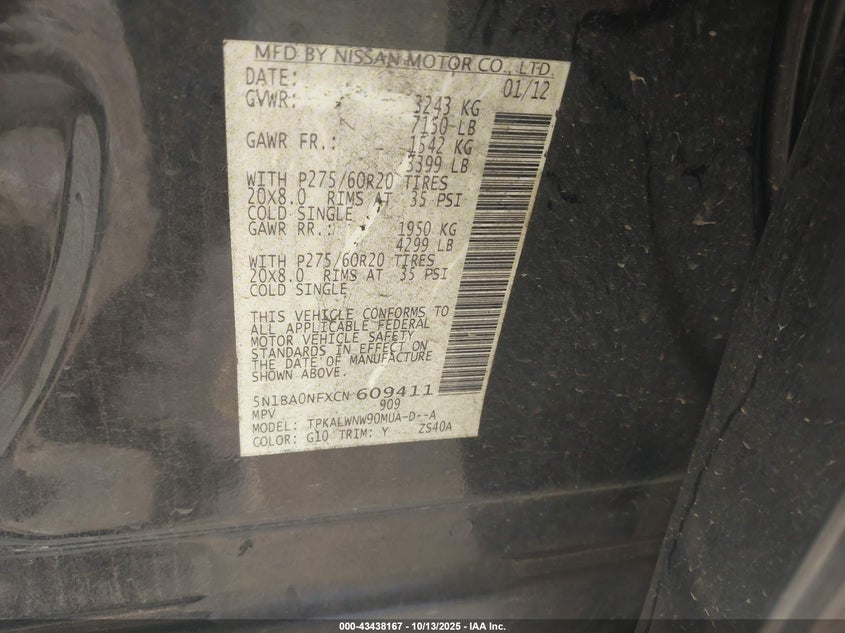 MFD BY NISSAN MOTOR CO., LTD.
DATE: 01/12
GVWR: 3243 KG
7150 LB
GAWR FR.: 1542 KG
3399 LB
WITH P275/60R20 TIRES
20X8.0 RIMS AT 35 PSI
COLD SINGLE
GAWR RR.: 1950 KG
4299 LB
WITH P275/60R20 TIRES
20X8.0 RIMS AT 35 PSI
COLD SINGLE
THIS VEHICLE CONFORMS TO
ALL APPLICABLE FEDERAL
MOTOR VEHICLE SAFETY
STANDARDS IN EFFECT ON
THE DATE OF MANUFACTURE
SHOWN ABOVE.
5N1BA0NFXCN 609411
MPV 909
MODEL: TPKALWNW90MUA-D--A
COLOR: G10 TRIM: Y ZS40A
000-43438167 - 10/13/2025 - IAA Inc.